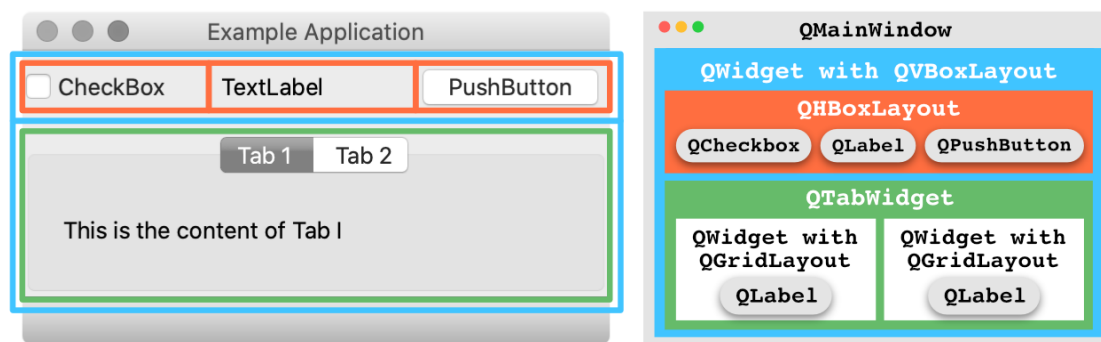 Example Application
CheckBox
TextLabel
PushButton
Tab 1
Tab 2
This is the content of Tab I
QMainWindow
QWidget with QVBoxLayout
QHBoxLayout
QCheckbox
QLabel
QPushButton
QTabWidget
QWidget with
QGridLayout
QLabel
QWidget with
QGridLayout
QLabel